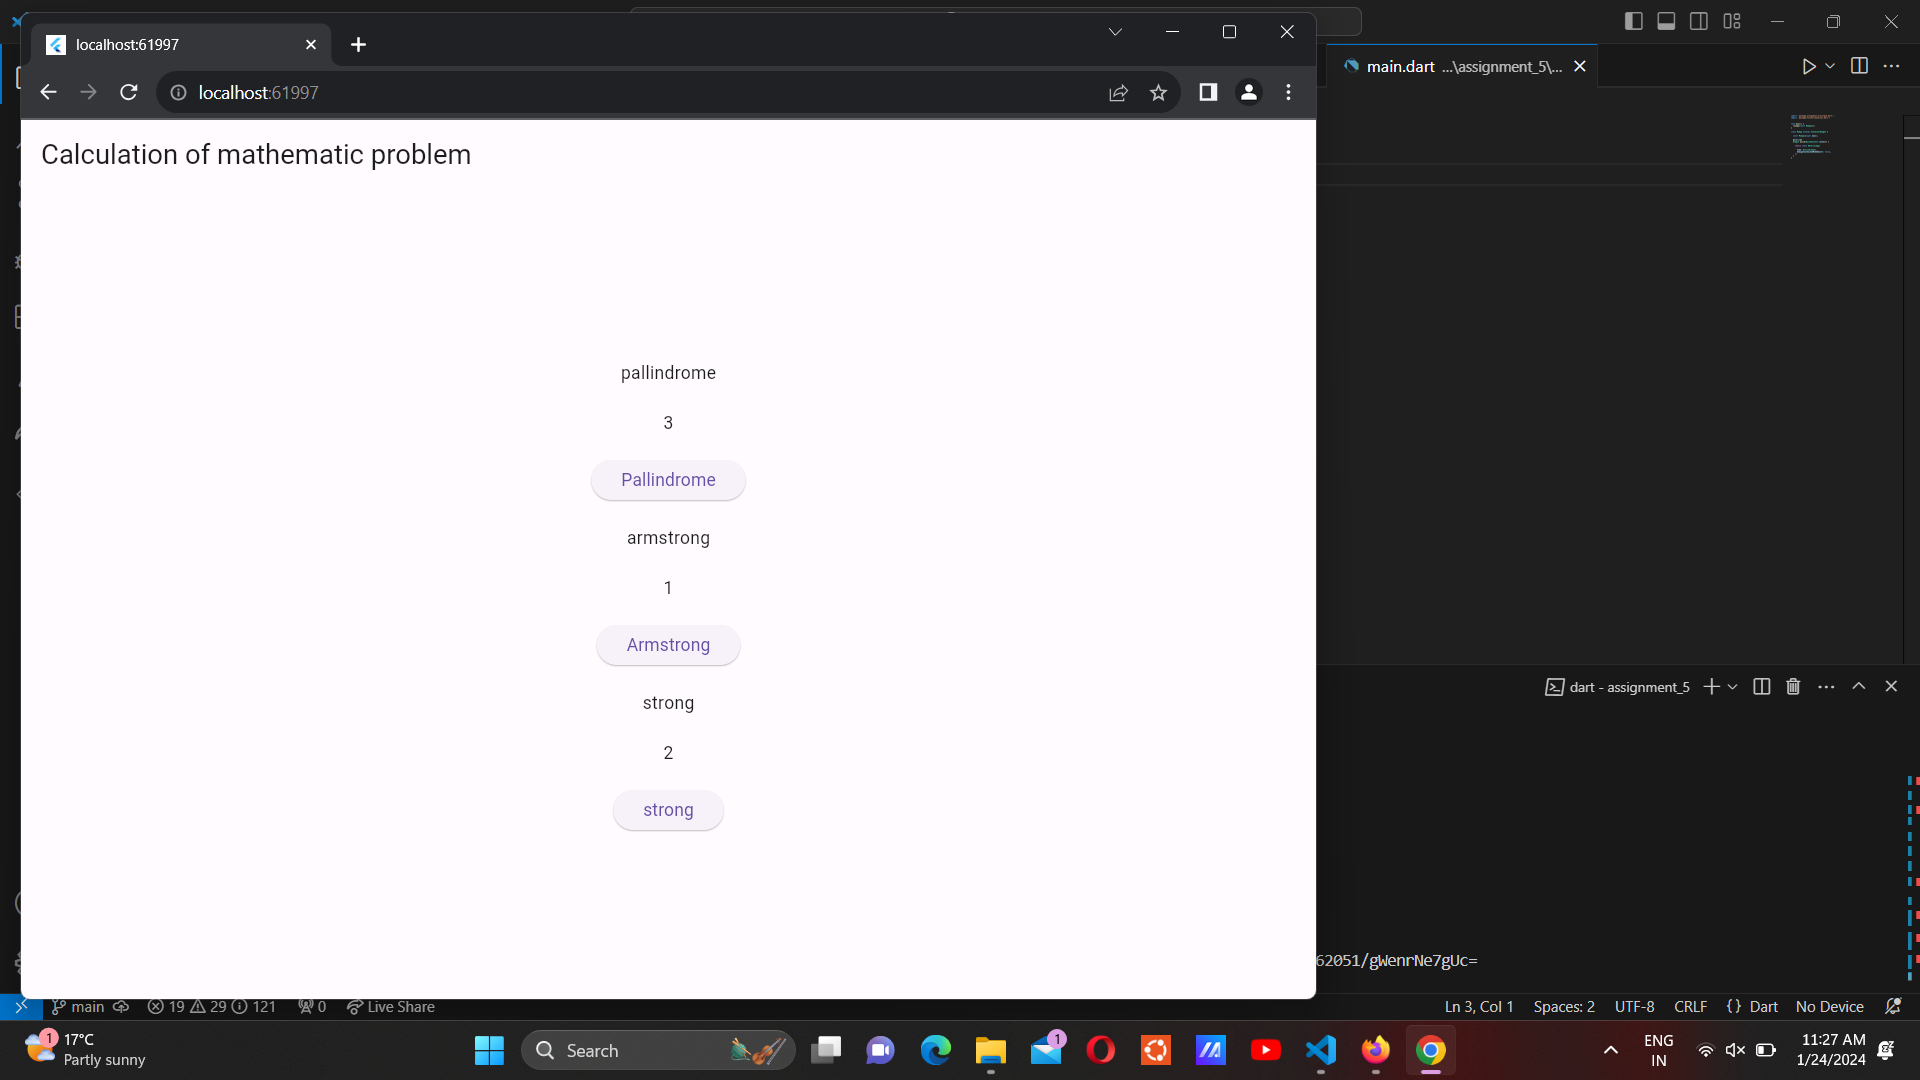 localhost:61997
localhost:61997
main.dart ...\assignment_5\...
Calculation of mathematic problem
pallindrome
3
Pallindrome
armstrong
1
Armstrong
strong
2
strong
dart - assignment_5
62051/gWenrNe7gUc=
main 19 29 121 0 Live Share
Ln 3, Col 1 Spaces: 2 UTF-8 CRLF {} Dart No Device
1 17°C
Partly sunny
Search
1
ENG
IN
11:27 AM
1/24/2024